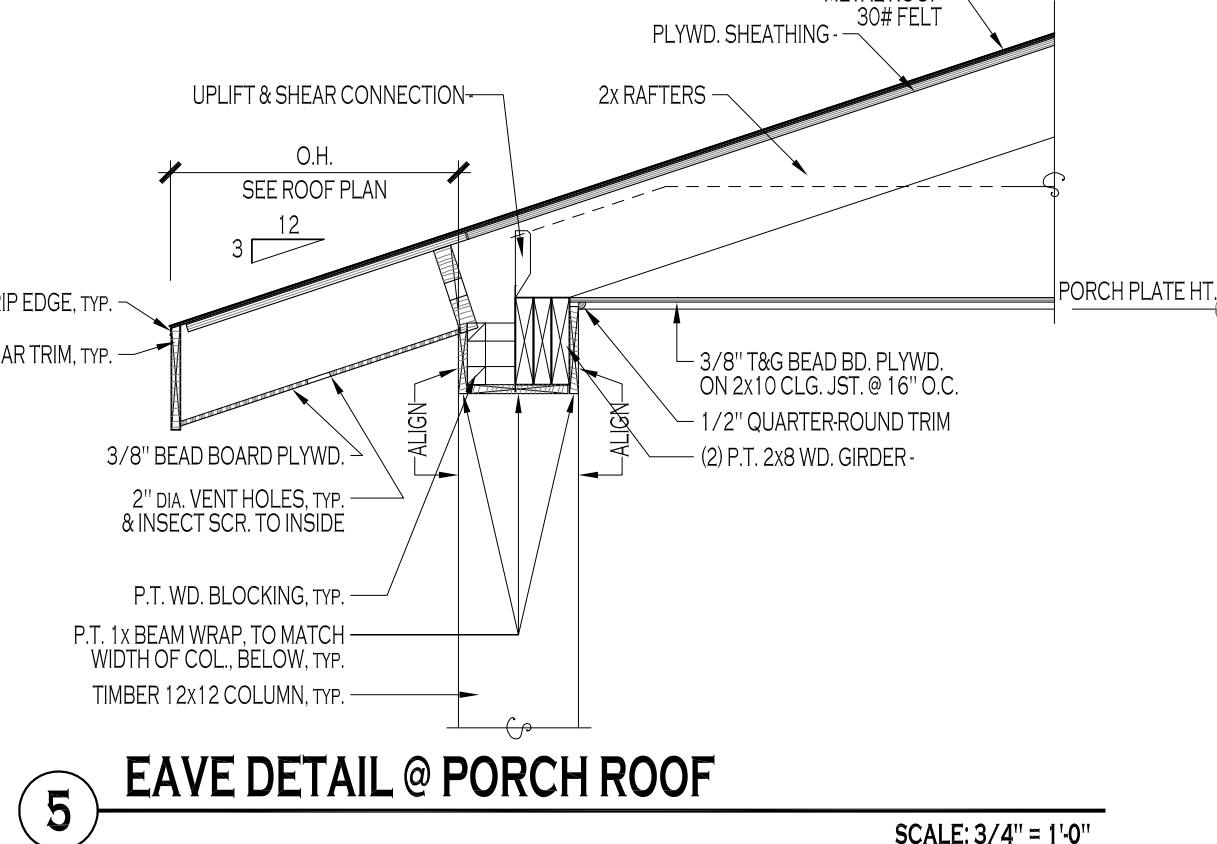 30# FELT
PLYWD. SHEATHING-
UPLIFT & SHEAR CONNECTION-
2x RAFTERS
O.H.
SEE ROOF PLAN
12
3
EDGE, TYP.
TRIM, TYP.
PORCH PLATE HT.
3/8" T&G BEAD BD. PLYWD.
ON 2x10 CLG. JST. @ 16" O.C.
ALIGN
ALIGN
1/2" QUARTER-ROUND TRIM
(2) P.T. 2x8 WD. GIRDER-
3/8" BEAD BOARD PLYWD.
2" DIA. VENT HOLES, TYP.
& INSECT SCR. TO INSIDE
P.T. WD. BLOCKING, TYP.
P.T. 1x BEAM WRAP, TO MATCH
WIDTH OF COL., BELOW, TYP.
TIMBER 12x12 COLUMN, TYP.
5
EAVE DETAIL @ PORCH ROOF
SCALE: 3/4" = 1'-0"